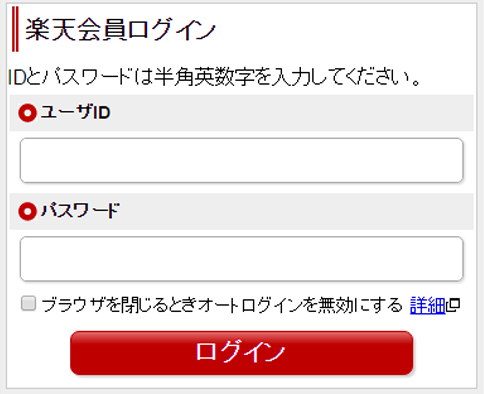 楽天会員ログイン
IDとパスワードは半角英数字を入力してください。
ユーザID
パスワード
ブラウザを閉じるときオートログインを無効にする 詳細
ログイン